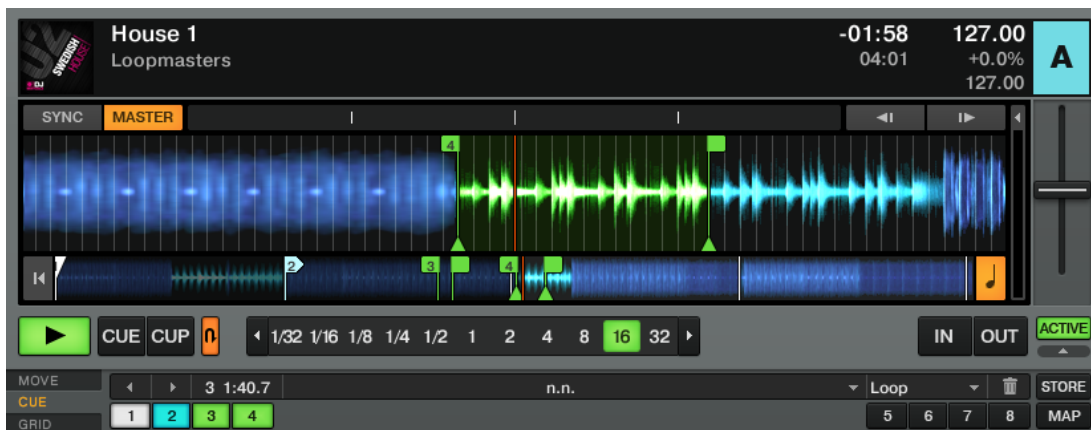 House 1
Loopmasters
SWEDISH HOUSE
DJ
-01:58
04:01
127.00
+0.0%
127.00
A
SYNC MASTER
4
2 3 4
CUE CUP 1/32 1/16 1/8 1/4 1/2 1 2 4 8 16 32 IN OUT ACTIVE
MOVE
CUE
GRID
3 1:40.7 n.n. Loop STORE
1 2 3 4 5 6 7 8 MAP